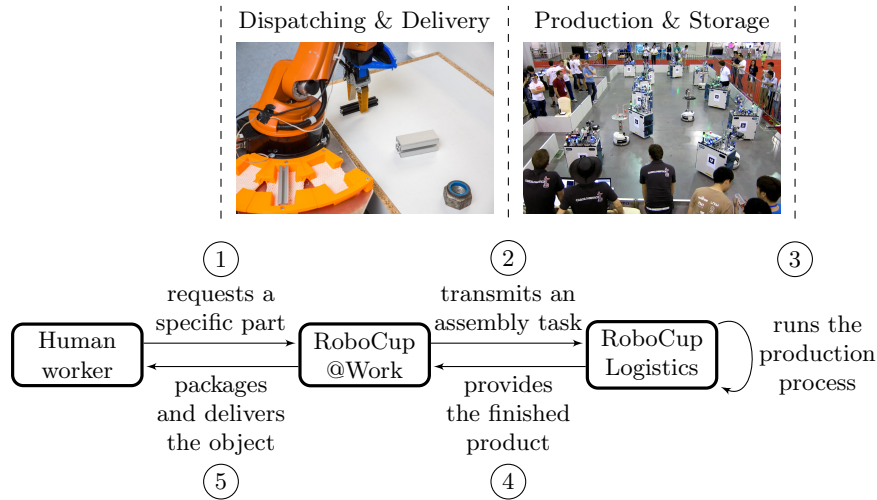 Dispatching & Delivery
Production & Storage
1
2
3
requests a
specific part
transmits an
assembly task
Human
worker
RoboCup
@Work
RoboCup
Logistics
runs the
production
process
packages
and delivers
the object
provides
the finished
product
5
4